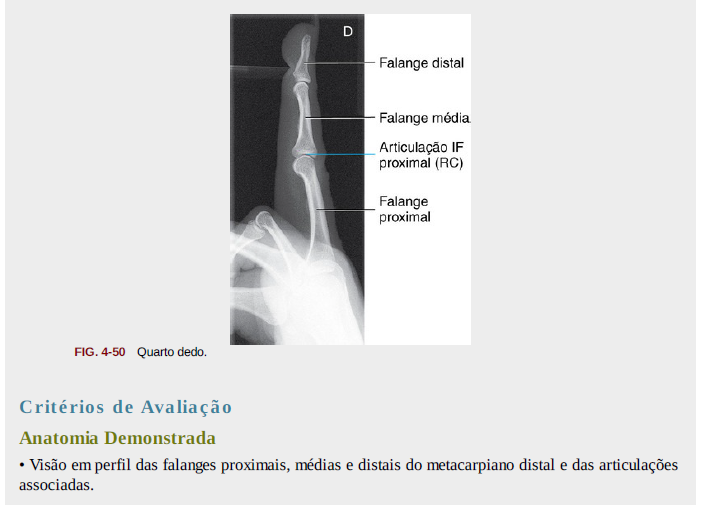 D
Falange distal
Falange média
Articulação IF
proximal (RC)
Falange
proximal
FIG. 4-50 Quarto dedo.
Critérios de Avaliação
Anatomia Demonstrada
• Visão em perfil das falanges proximais, médias e distais do metacarpiano distal e das articulações
associadas.